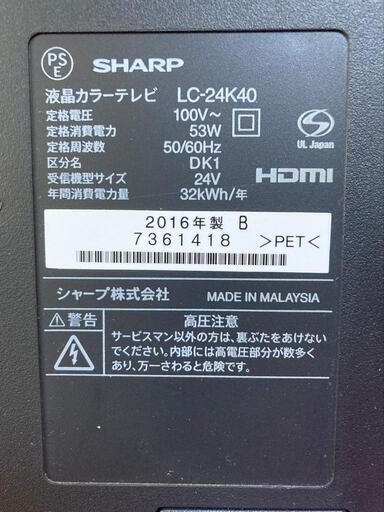 PS
E
SHARP
液晶カラーテレビ LC-24K40
定格電圧 100V～
定格消費電力 53W
定格周波数 50/60Hz
区分名 DK1
受信機型サイズ 24V
年間消費電力量 32kWh/年
UL Japan
HDMI
2016年製 B
7361418
>PET<
シャープ株式会社 MADE IN MALAYSIA
警告 高圧注意
サービスマン以外の方は、裏ぶたをあけない
でください。内部には高電圧部分が数多く
あり、万一さわると危険です。